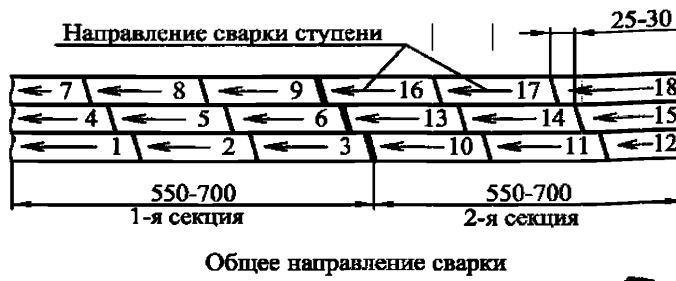 25-30
Направление сварки ступени
7 8 9 16 17 18
4 5 6 13 14 15
1 2 3 10 11 12
550-700 550-700
1-я секция 2-я секция
Общее направление сварки